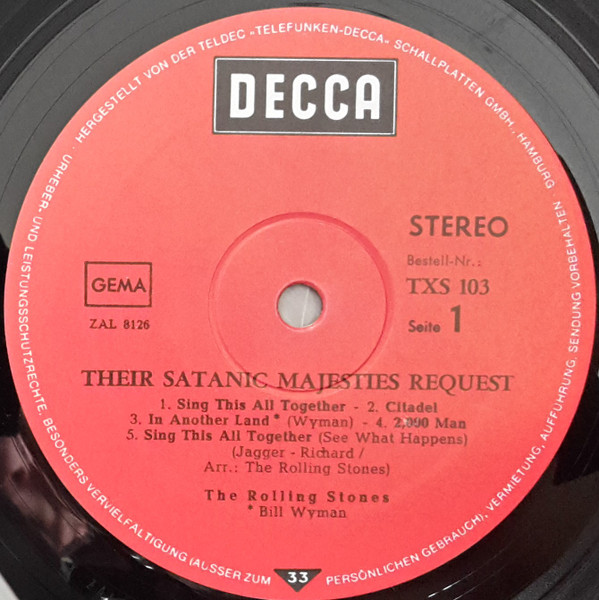 · HERGESTELLT VON DER TELDEC »TELEFUNKEN-DECCA« SCHALLPLATTEN GMBH., HAMBURG ·
DECCA
STEREO
Bestell-Nr.:
TXS 103
Seite 1
GEMA
ZAL 8126
THEIR SATANIC MAJESTIES REQUEST
1. Sing This All Together - 2. Citadel
3. In Another Land * (Wyman) - 4. 2,000 Man
5. Sing This All Together (See What Happens)
(Jagger - Richard /
Arr.: The Rolling Stones)
The Rolling Stones
* Bill Wyman
URHEBER- UND LEISTUNGSSCHUTZRECHTE, BESONDERS VERVIELFÄLTIGUNG (AUSSER ZUM PERSÖNLICHEN GEBRAUCH), VERMIETUNG, AUFFÜHRUNG, SENDUNG VORBEHALTEN
33